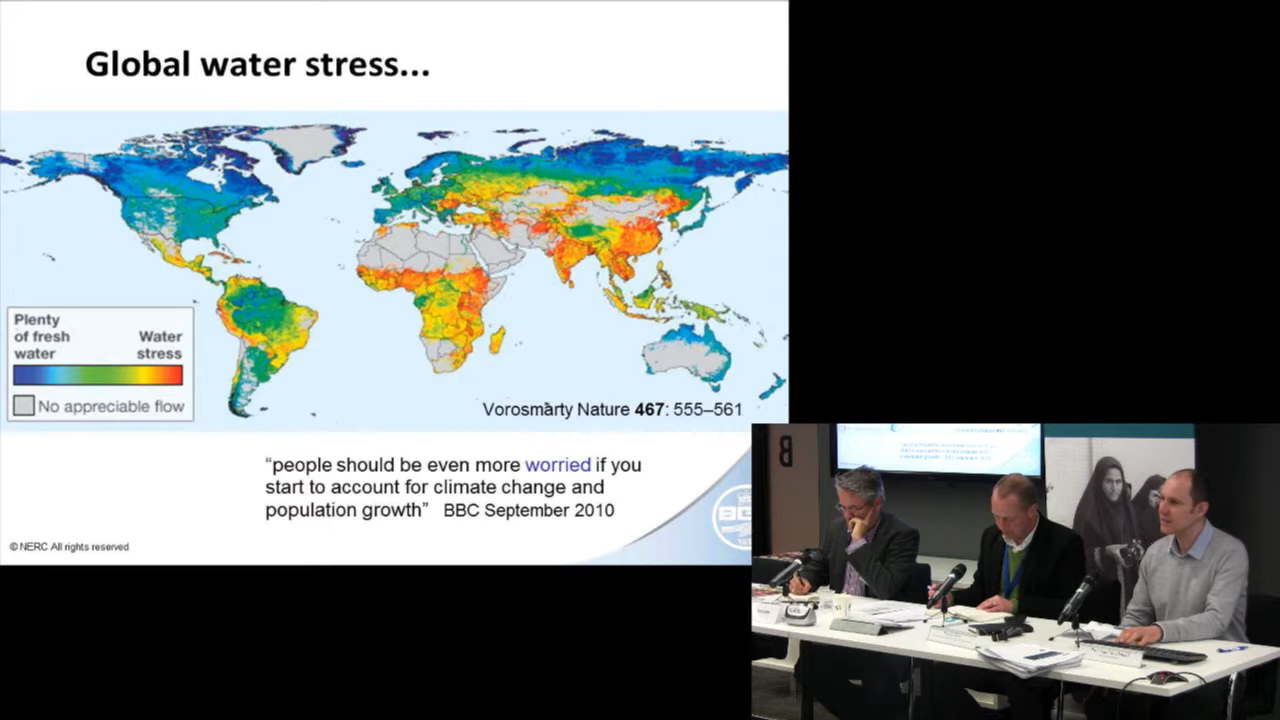 Global water stress...
Plenty
of fresh
water
Water
stress
No appreciable flow
Vorosmarty Nature 467: 555–561
“people should be even more worried if you
start to account for climate change and
population growth” BBC September 2010
© NERC All rights reserved